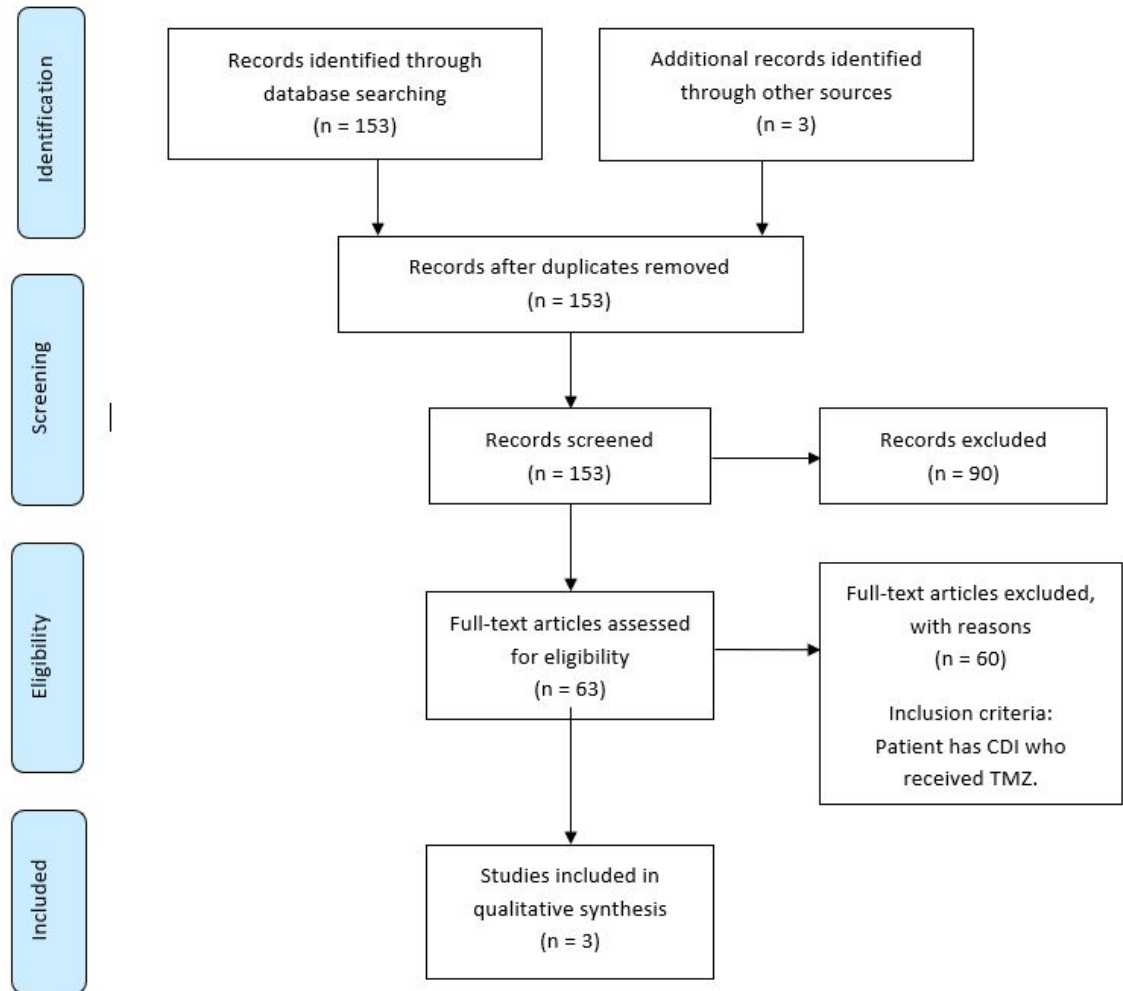 Identification
Records identified through
database searching
(n = 153)
Additional records identified
through other sources
(n = 3)
Records after duplicates removed
(n = 153)
Screening
Records screened
(n = 153)
Records excluded
(n = 90)
Eligibility
Full-text articles assessed
for eligibility
(n = 63)
Full-text articles excluded,
with reasons
(n = 60)
Inclusion criteria:
Patient has CDI who
received TMZ.
Included
Studies included in
qualitative synthesis
(n = 3)